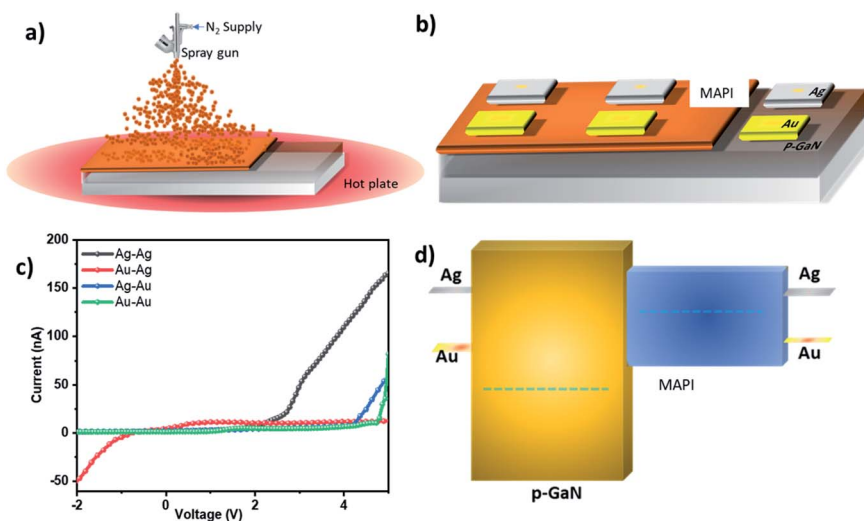 a)
N₂ Supply
Spray gun
Hot plate
b)
MAPI
Ag
Au
P-GaN
c)
Current (nA)
200
150
100
50
0
-50
Ag-Ag
Au-Ag
Ag-Au
Au-Au
-2
0
2
4
Voltage (V)
d)
Ag
Au
Ag
Au
MAPI
p-GaN